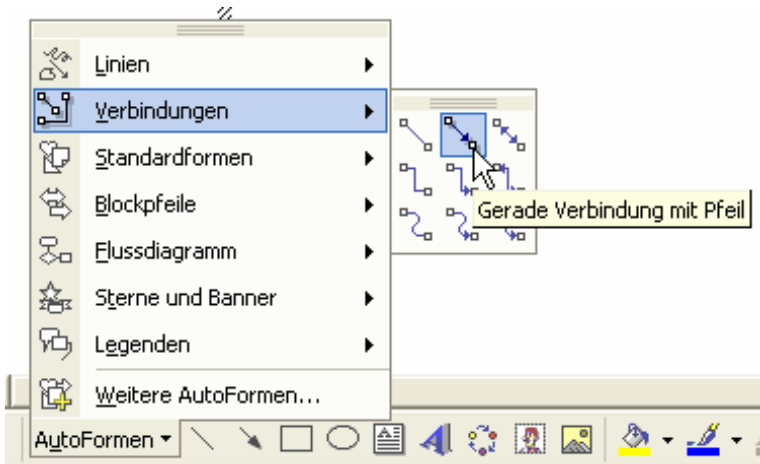 Linien
Verbindungen
Standardformen
Blockpfeile
Gerade Verbindung mit Pfeil
Flussdiagramm
Sterne und Banner
Legenden
Weitere AutoFormen...
AutoFormen